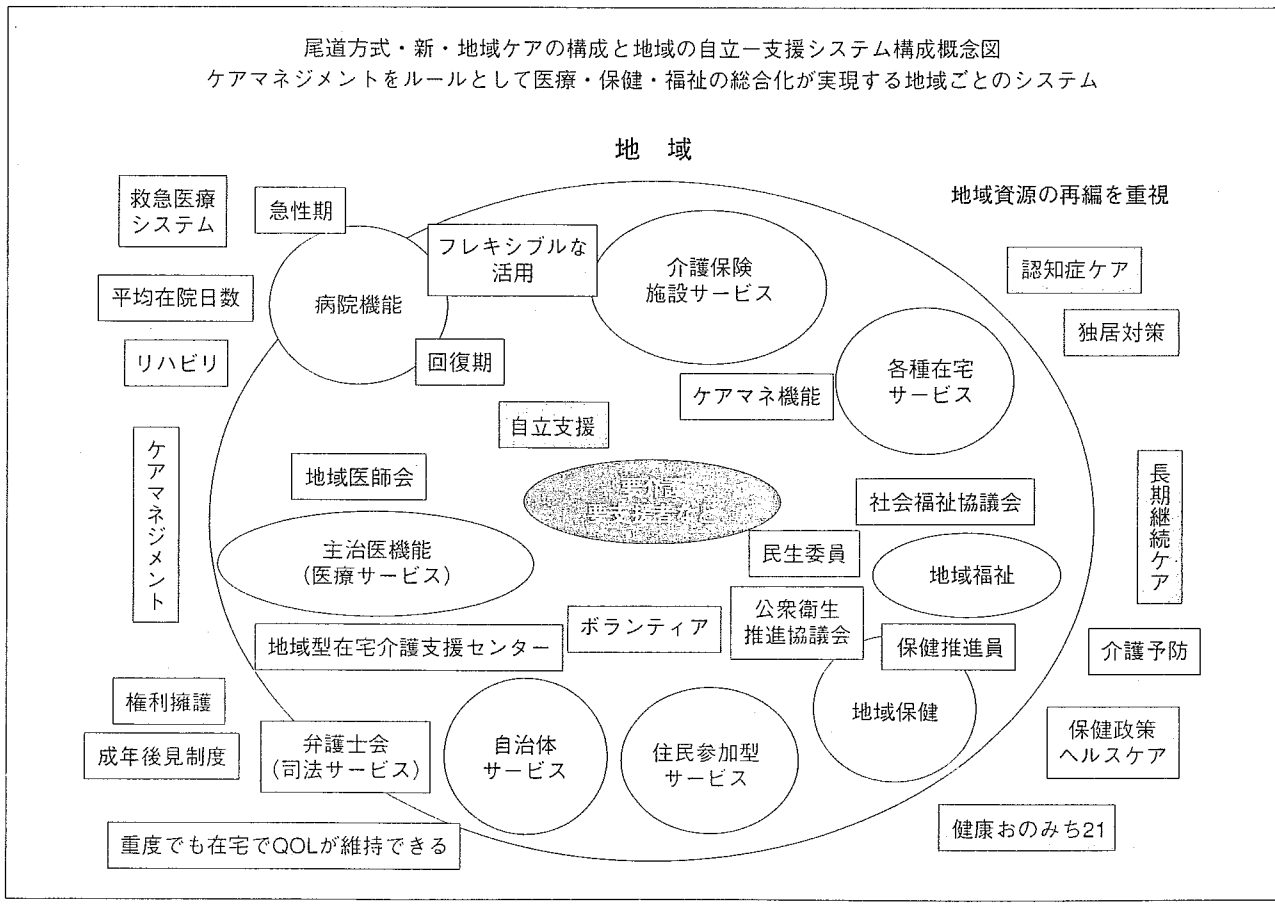 尾道方式・新・地域ケアの構成と地域の自立ー支援システム構成概念図
ケアマネジメントをルールとして医療・保健・福祉の総合化が実現する地域ごとのシステム
地　域
地域資源の再編を重視
救急医療
システム
急性期
フレキシブルな
活用
病院機能
介護保険
施設サービス
認知症ケア
平均在院日数
独居対策
リハビリ
回復期
各種在宅
サービス
ケアマネ機能
自立支援
ケアマネジメント
地域医師会
社会福祉協議会
長期継続ケア
主治医機能
(医療サービス)
民生委員
地域福祉
公衆衛生
推進協議会
ボランティア
地域型在宅介護支援センター
保健推進員
介護予防
権利擁護
地域保健
成年後見制度
弁護士会
(司法サービス)
自治体
サービス
住民参加型
サービス
保健政策
ヘルスケア
健康おのみち21
重度でも在宅でQOLが維持できる